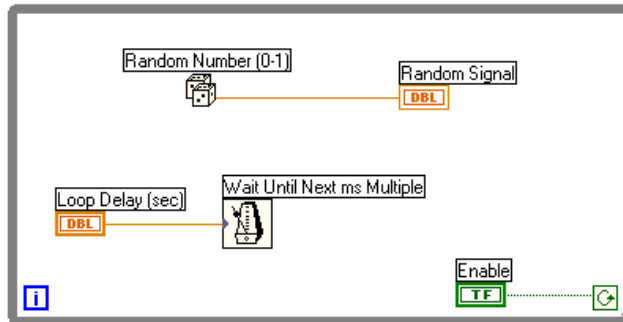 Random Number (0-1)
Random Signal
DBL
Wait Until Next ms Multiple
Loop Delay (sec)
DBL
Enable
TF
i